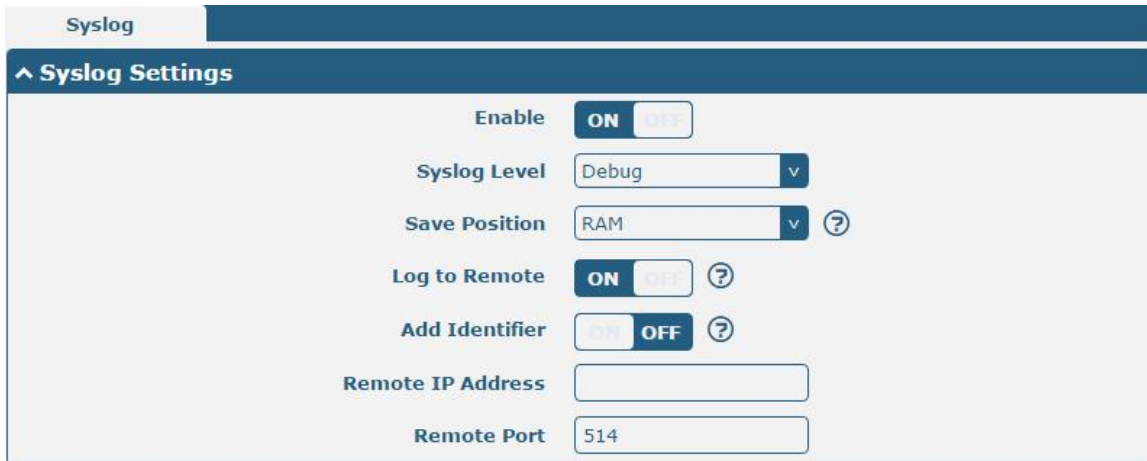 Syslog
^ Syslog Settings
Enable ON OFF
Syslog Level Debug v
Save Position RAM v ?
Log to Remote ON OFF ?
Add Identifier ON OFF ?
Remote IP Address
Remote Port 514